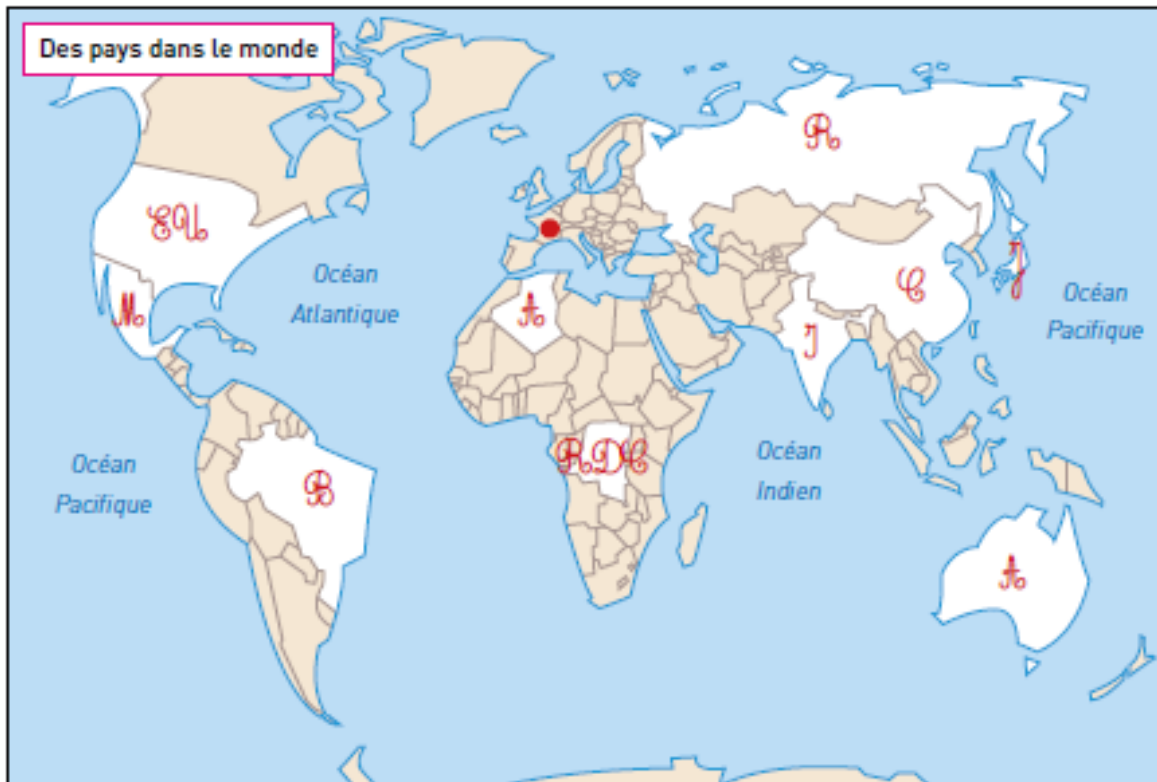 Des pays dans le monde
R
EU
Océan
Atlantique
J
C
Océan
Pacifique
M
A
I
Océan
Pacifique
B
RDC
Océan
Indien
A